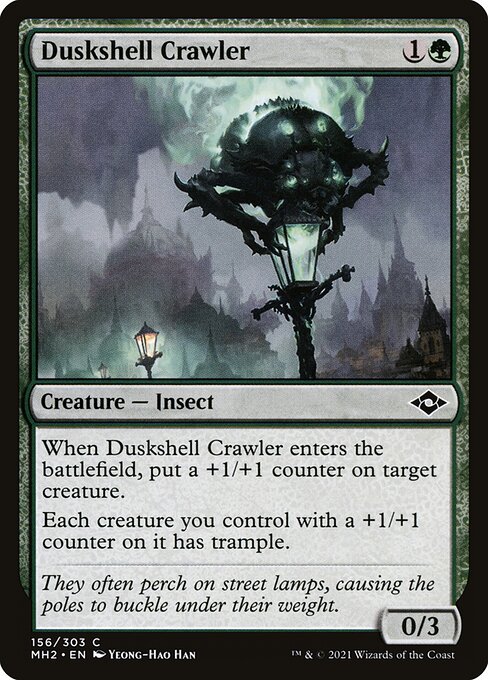 Duskshell Crawler 1
Creature — Insect
When Duskshell Crawler enters the
battlefield, put a +1/+1 counter on target
creature.
Each creature you control with a +1/+1
counter on it has trample.
They often perch on street lamps, causing the
poles to buckle under their weight.
0/3
156/303 C
MH2 • EN Yeong-Hao Han
™ & © 2021 Wizards of the Coast